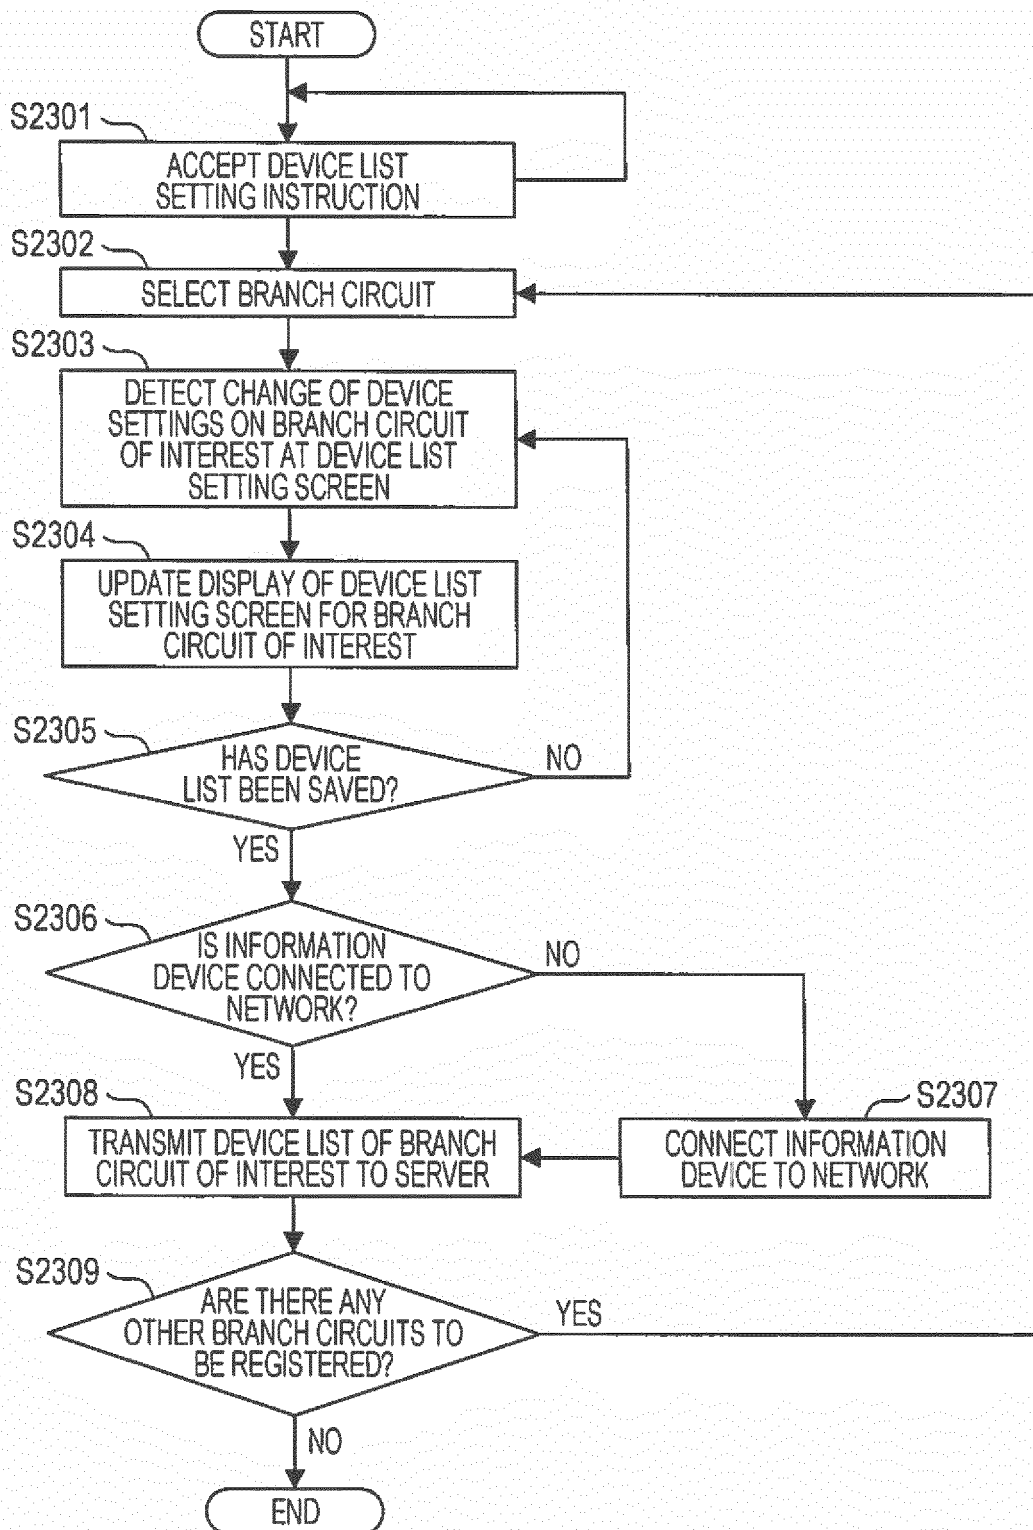 START
S2301
ACCEPT DEVICE LIST
SETTING INSTRUCTION
S2302
SELECT BRANCH CIRCUIT
S2303
DETECT CHANGE OF DEVICE
SETTINGS ON BRANCH CIRCUIT
OF INTEREST AT DEVICE LIST
SETTING SCREEN
S2304
UPDATE DISPLAY OF DEVICE LIST
SETTING SCREEN FOR BRANCH
CIRCUIT OF INTEREST
S2305
HAS DEVICE
LIST BEEN SAVED?
NO
YES
S2306
IS INFORMATION
DEVICE CONNECTED TO
NETWORK?
NO
YES
S2308
TRANSMIT DEVICE LIST OF BRANCH
CIRCUIT OF INTEREST TO SERVER
S2307
CONNECT INFORMATION
DEVICE TO NETWORK
S2309
ARE THERE ANY
OTHER BRANCH CIRCUITS TO
BE REGISTERED?
YES
NO
END